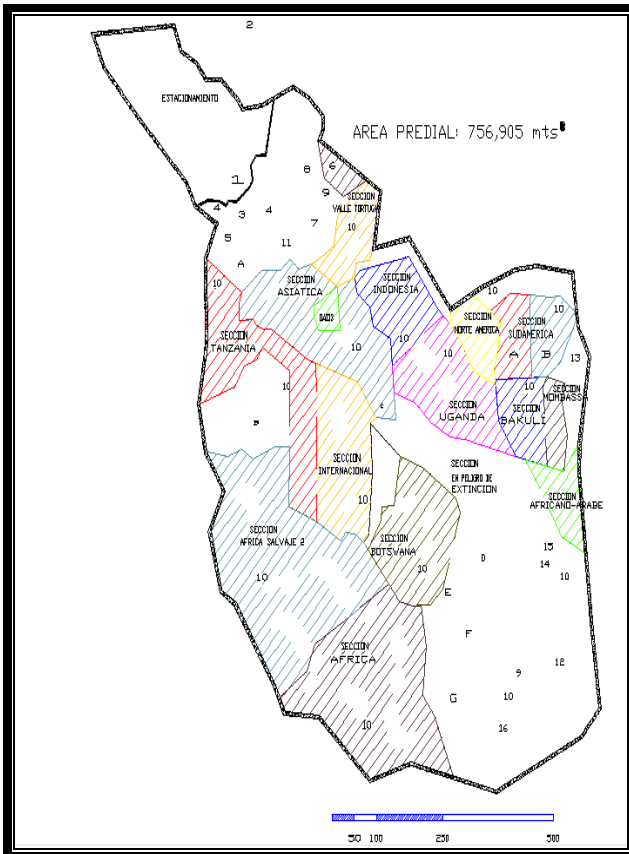 2
ESTACIONAMIENTO
AREA PREDIAL: 756,905 mts
8
6
1
9
SECCION
VALLE TORTUGA
4
3
4
7
10
5
11
A
10
SECCION
ASIATICA
SECCION
INDONESIA
10
OASIS
SECCION
NORTE AMERICA
10
SECCION
SUDAMERICA
SECCION
TANZANIA
10
10
10
A
B
13
10
10
SECCION
MOMBASSA
SECCION
UGANDA
SECCION
BAKULI
SECCION
INTERNACIONAL
SECCION
EN PELIGRO DE
EXTINCION
10
SECCION
AFRICANO-ARABE
SECCION
AFRICA SALVAJE 2
SECCION
BOTSWANA
15
14
10
10
10
D
E
F
SECCION
AFRICA
12
9
G
10
10
16
50 100 250 500